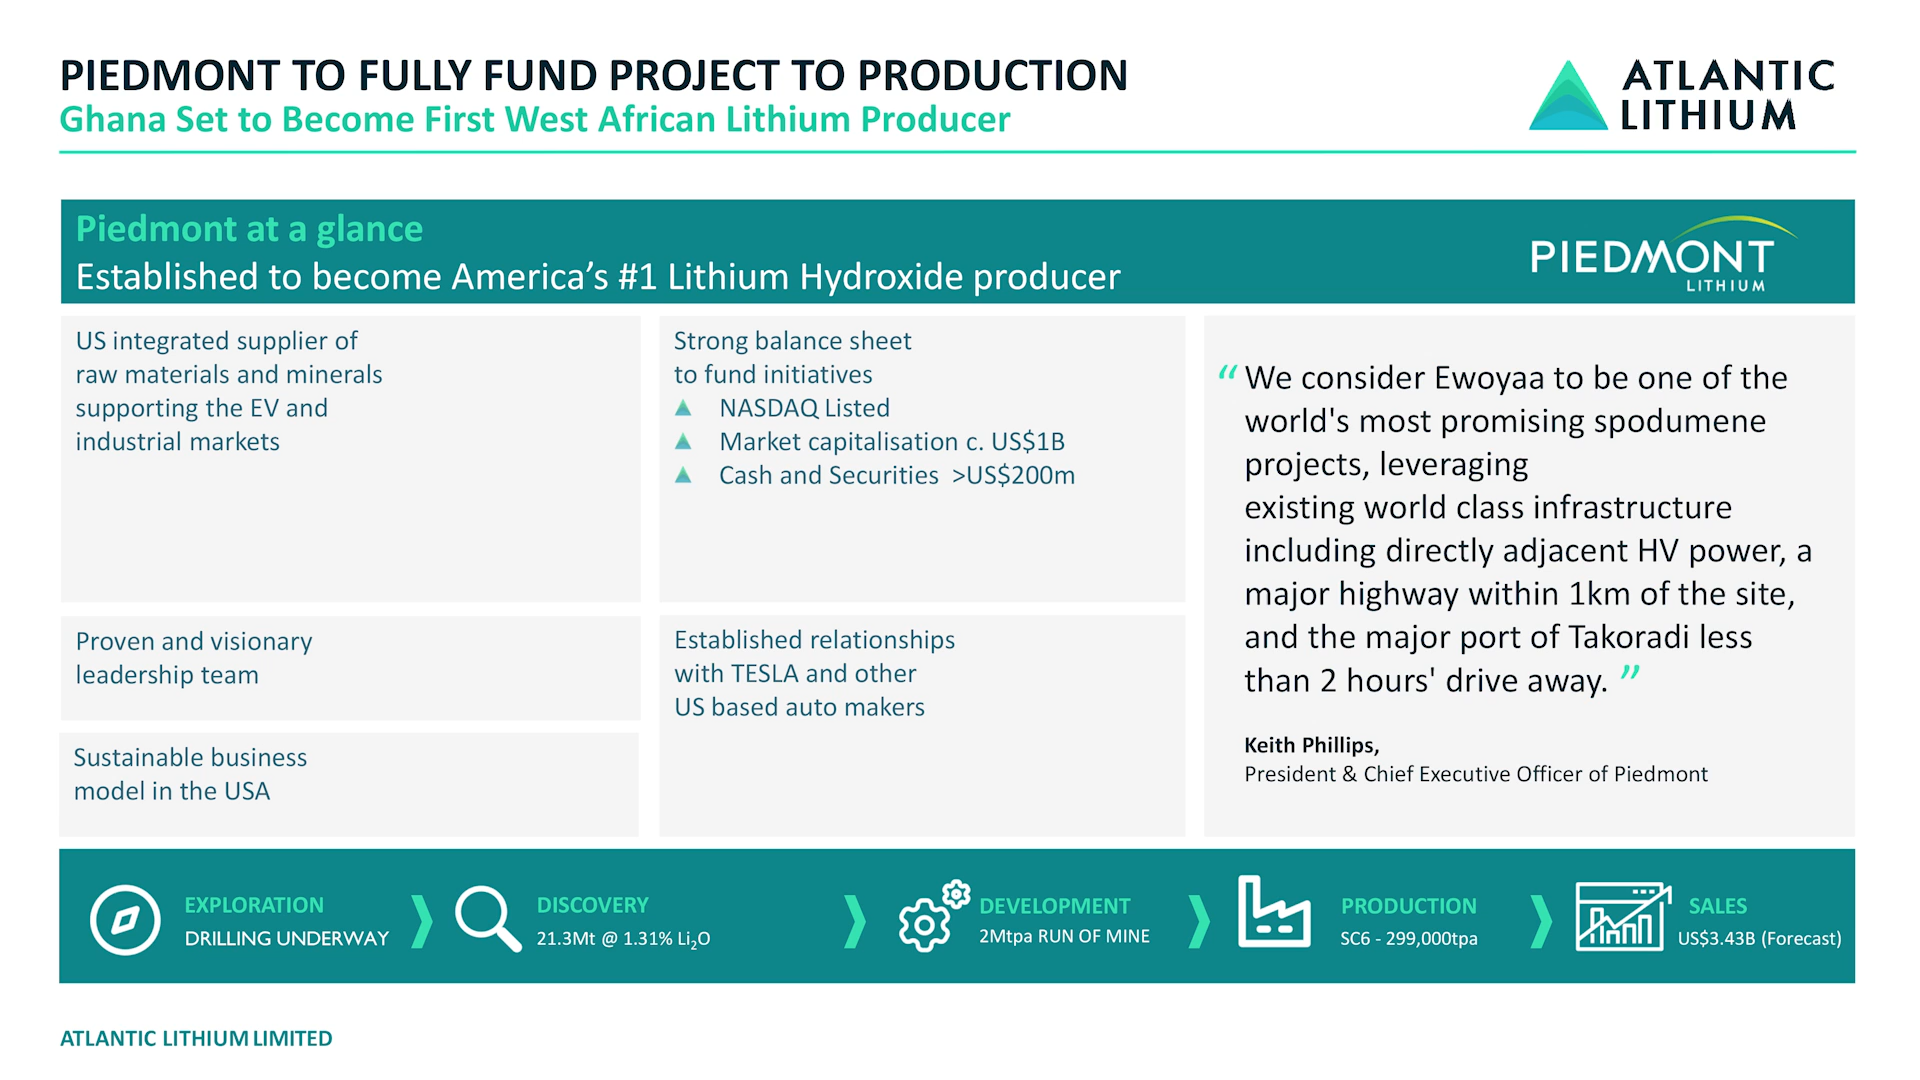 PIEDMONT TO FULLY FUND PROJECT TO PRODUCTION
Ghana Set to Become First West African Lithium Producer
ATLANTIC
LITHIUM
Piedmont at a glance
Established to become America’s #1 Lithium Hydroxide producer
PIEDMONT
LITHIUM
US integrated supplier of
raw materials and minerals
supporting the EV and
industrial markets
Proven and visionary
leadership team
Sustainable business
model in the USA
Strong balance sheet
to fund initiatives
NASDAQ Listed
Market capitalisation c. US$1B
Cash and Securities >US$200m
Established relationships
with TESLA and other
US based auto makers
“We consider Ewoyaa to be one of the
world's most promising spodumene
projects, leveraging
existing world class infrastructure
including directly adjacent HV power, a
major highway within 1km of the site,
and the major port of Takoradi less
than 2 hours' drive away. ”
Keith Phillips,
President & Chief Executive Officer of Piedmont
EXPLORATION
DRILLING UNDERWAY
DISCOVERY
21.3Mt @ 1.31% Li₂O
DEVELOPMENT
2Mtpa RUN OF MINE
PRODUCTION
SC6 - 299,000tpa
SALES
US$3.43B (Forecast)
ATLANTIC LITHIUM LIMITED